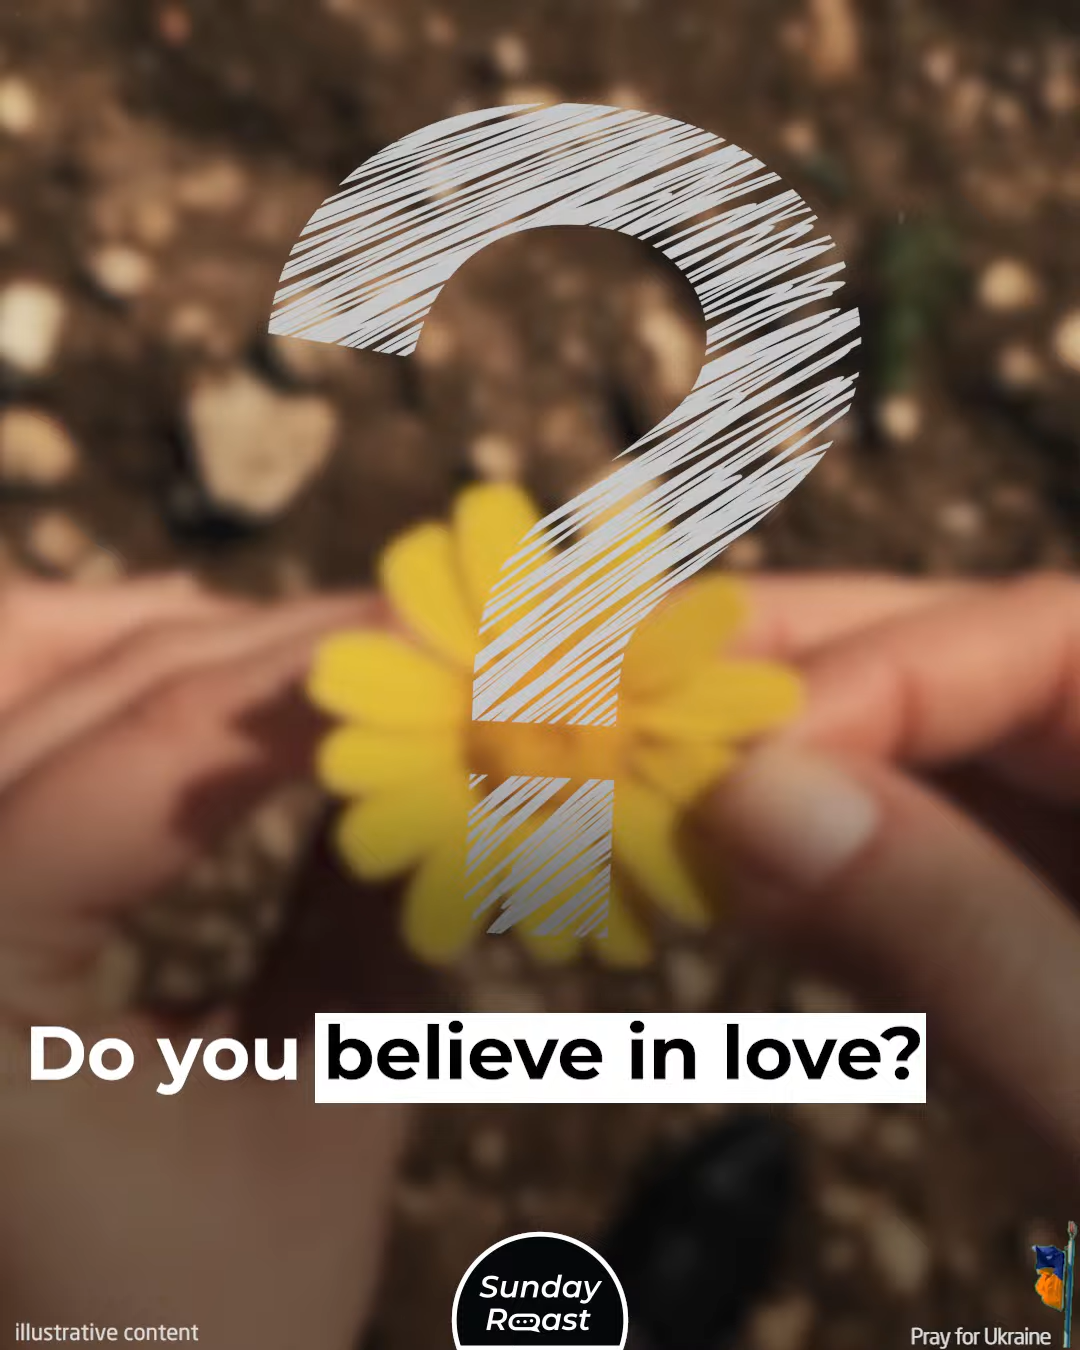 ?
Do you believe in love?
Sunday
Roast
illustrative content
Pray for Ukraine